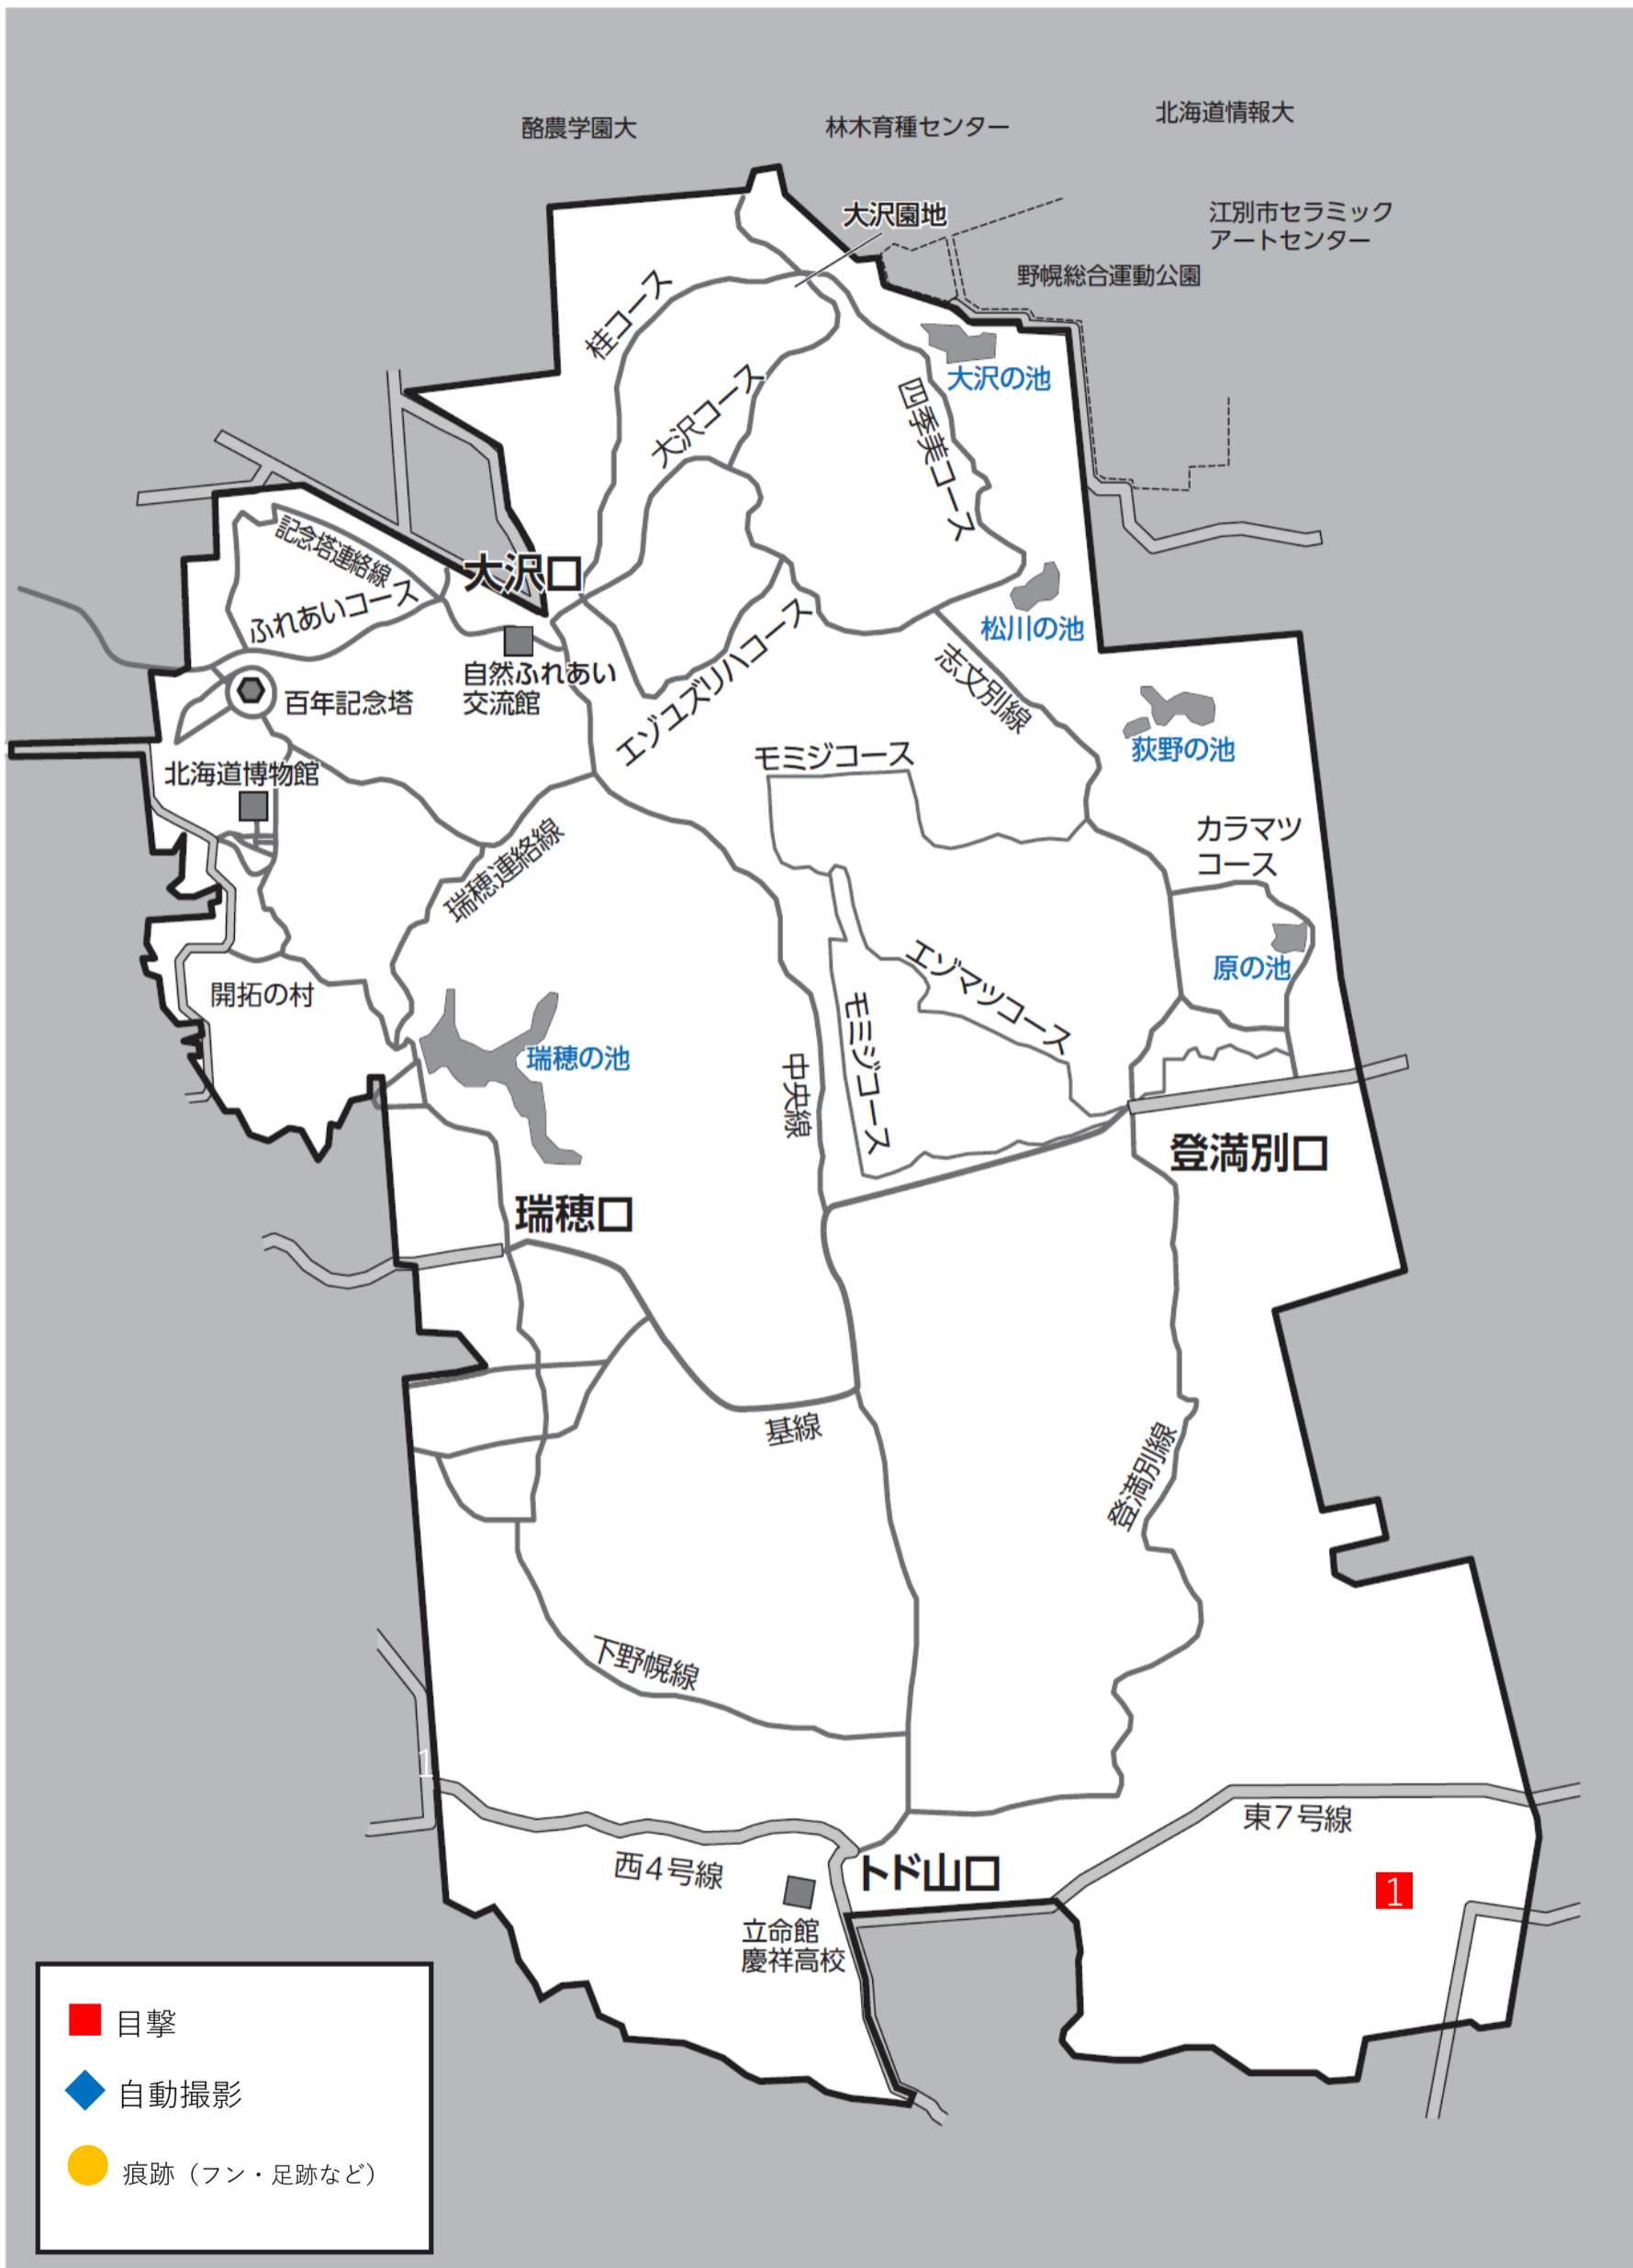 酪農学園大
林木育種センター
北海道情報大
大沢園地
江別市セラミック
アートセンター
野幌総合運動公園
桂コース
大沢の池
大沢コース
四季美コース
記念塔連絡線
大沢口
ふれあいコース
松川の池
自然ふれあい
交流館
エゾユズリハコース
志文別線
百年記念塔
荻野の池
モミジコース
北海道博物館
カラマツ
コース
瑞穂連絡線
エゾマツコース
原の池
開拓の村
モミジコース
瑞穂の池
中央線
登満別口
瑞穂口
基線
登満別線
下野幌線
1
東7号線
西4号線
トド山口
1
立命館
慶祥高校
目撃
自動撮影
痕跡（フン・足跡など）